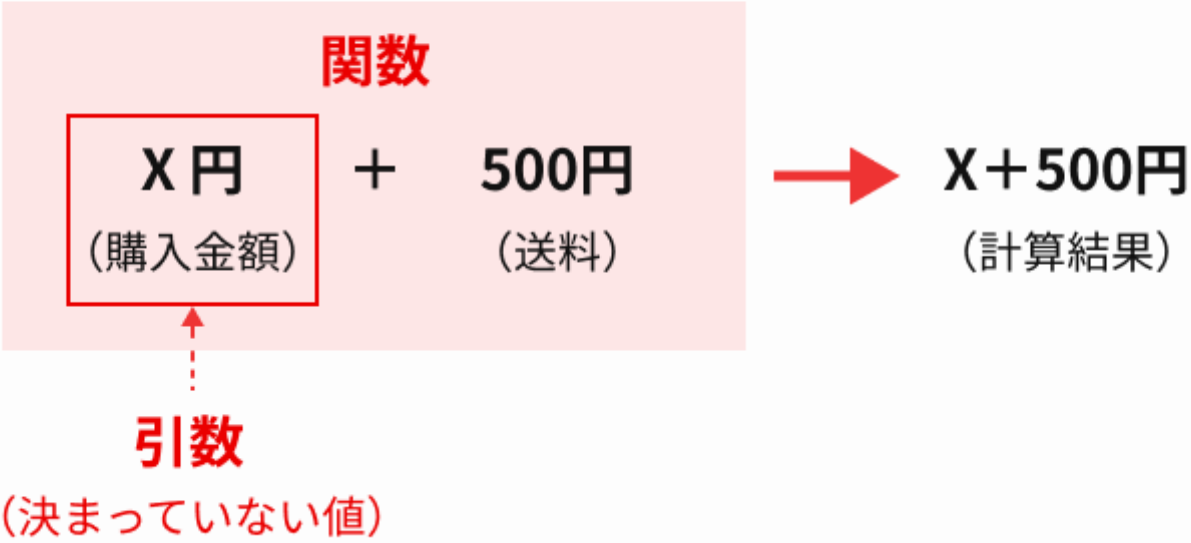 関数
X 円 + 500円 X+500円
(購入金額) (送料) (計算結果)
引数
(決まっていない値)